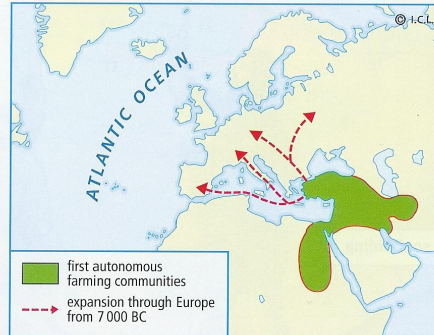 © I.C.L.
ATLANTIC OCEAN
first autonomous
farming communities
expansion through Europe
from 7 000 BC